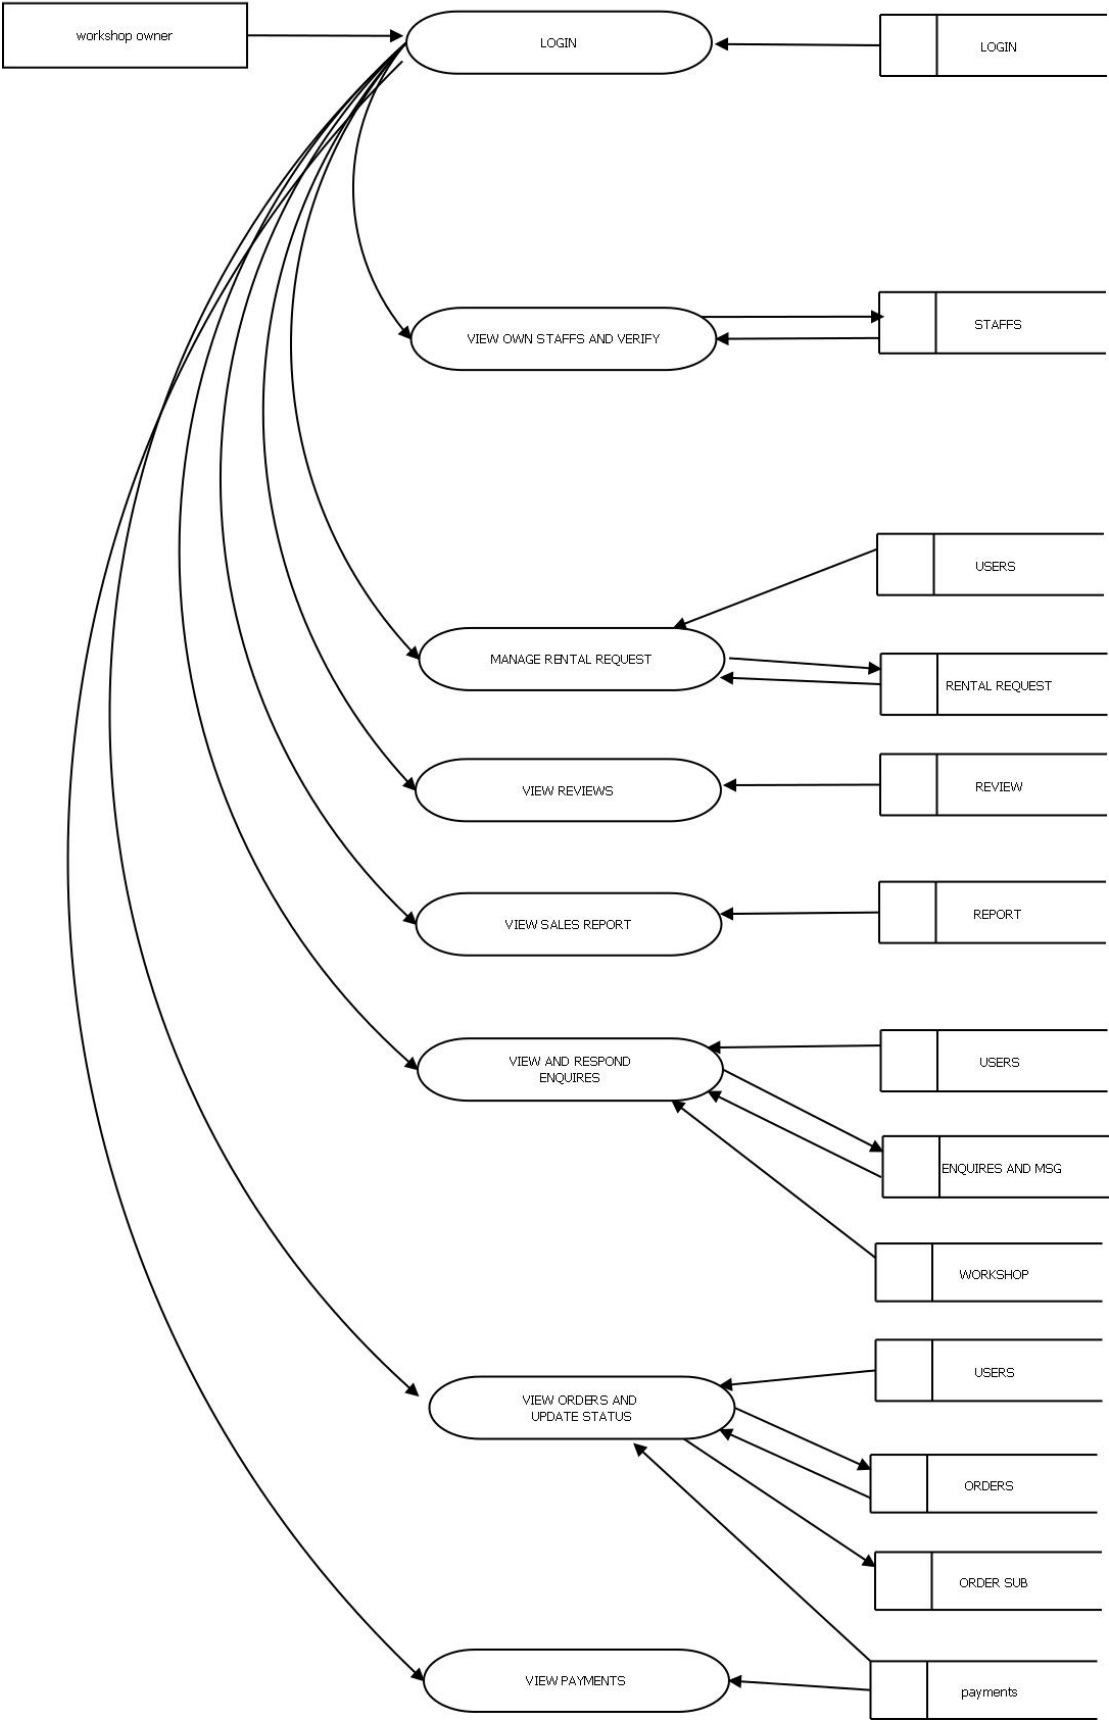 workshop owner
LOGIN
LOGIN
VIEW OWN STAFFS AND VERIFY
STAFFS
USERS
MANAGE RENTAL REQUEST
RENTAL REQUEST
VIEW REVIEWS
REVIEW
VIEW SALES REPORT
REPORT
VIEW AND RESPOND
ENQUIRES
USERS
ENQUIRES AND MSG
WORKSHOP
USERS
VIEW ORDERS AND
UPDATE STATUS
ORDERS
ORDER SUB
VIEW PAYMENTS
payments